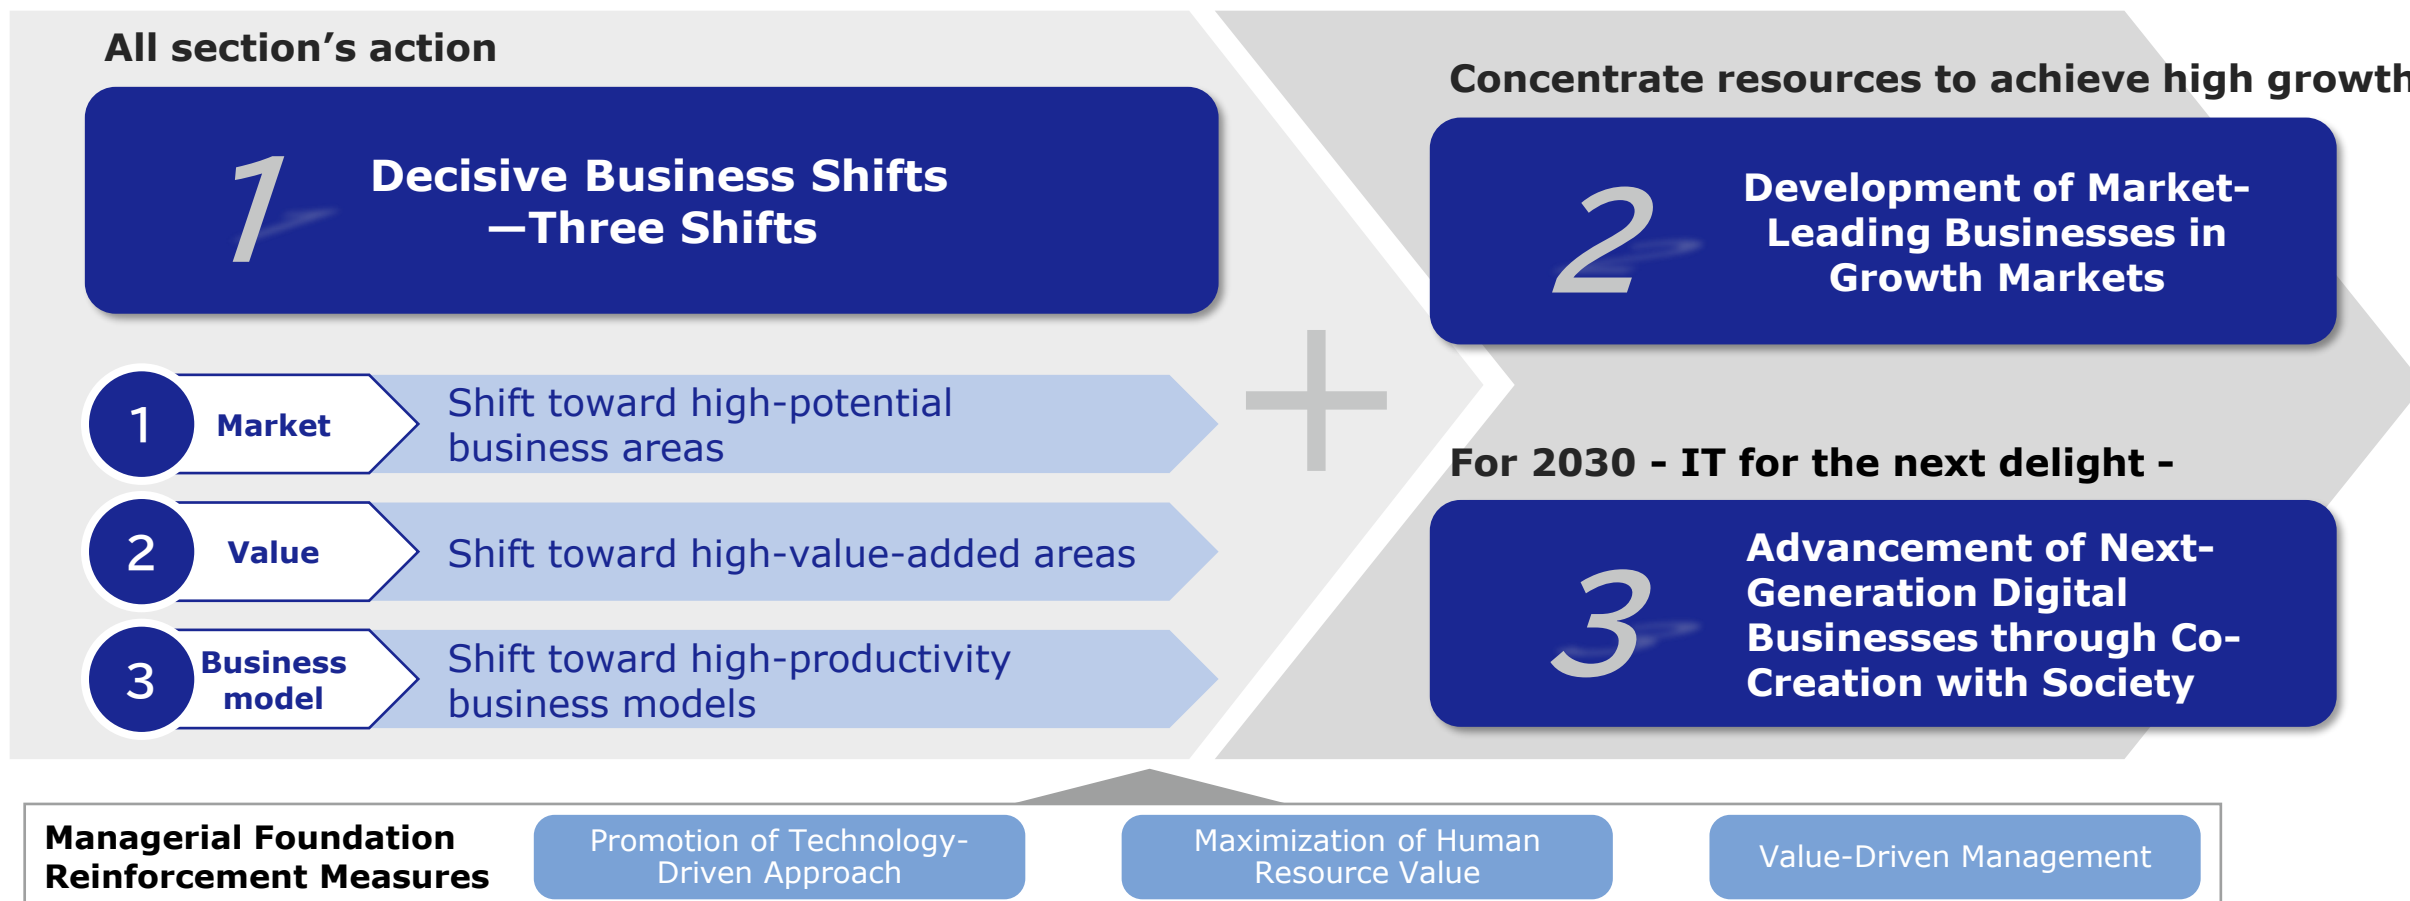 All section’s action
1
Decisive Business Shifts
—Three Shifts
1
Market
Shift toward high-potential
business areas
2
Value
Shift toward high-value-added areas
3
Business
model
Shift toward high-productivity
business models
+
Concentrate resources to achieve high growth
2
Development of Market-
Leading Businesses in
Growth Markets
For 2030 - IT for the next delight -
3
Advancement of Next-
Generation Digital
Businesses through Co-
Creation with Society
Managerial Foundation
Reinforcement Measures
Promotion of Technology-
Driven Approach
Maximization of Human
Resource Value
Value-Driven Management